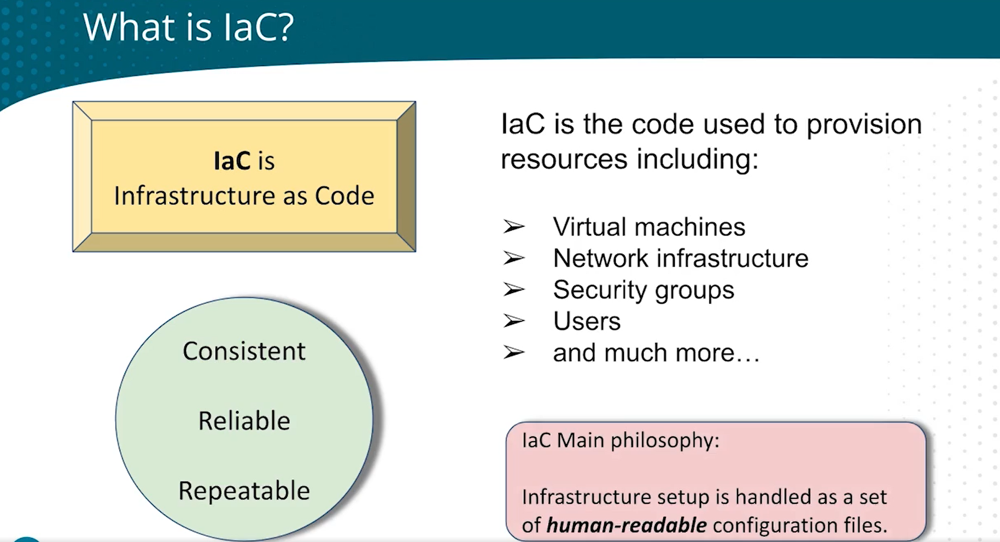 What is IaC?
IaC is
Infrastructure as Code
Consistent
Reliable
Repeatable
IaC is the code used to provision
resources including:
➢ Virtual machines
➢ Network infrastructure
➢ Security groups
➢ Users
➢ and much more…
IaC Main philosophy:
Infrastructure setup is handled as a set
of human-readable configuration files.